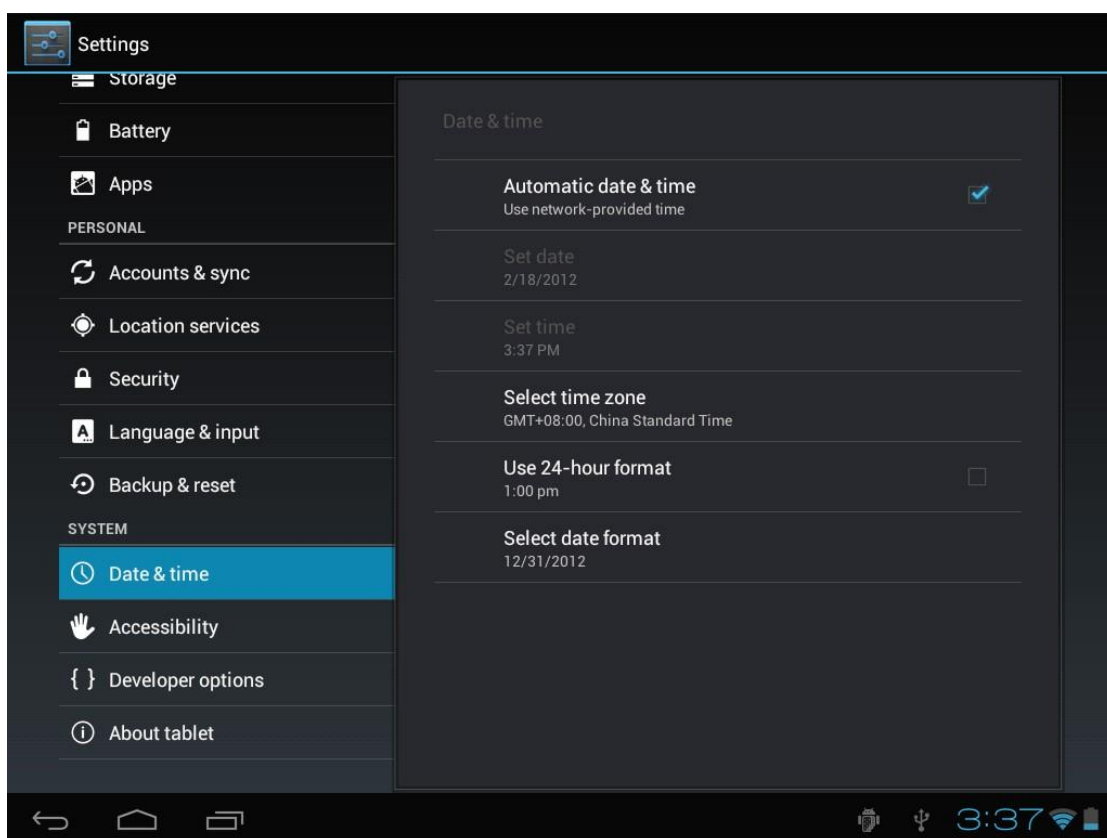 Settings
Storage
Battery
Apps
PERSONAL
Accounts & sync
Location services
Security
Language & input
Backup & reset
SYSTEM
Date & time
Accessibility
Developer options
About tablet
Date & time
Automatic date & time
Use network-provided time
Set date
2/18/2012
Set time
3:37 PM
Select time zone
GMT+08:00, China Standard Time
Use 24-hour format
1:00 pm
Select date format
12/31/2012
3:37